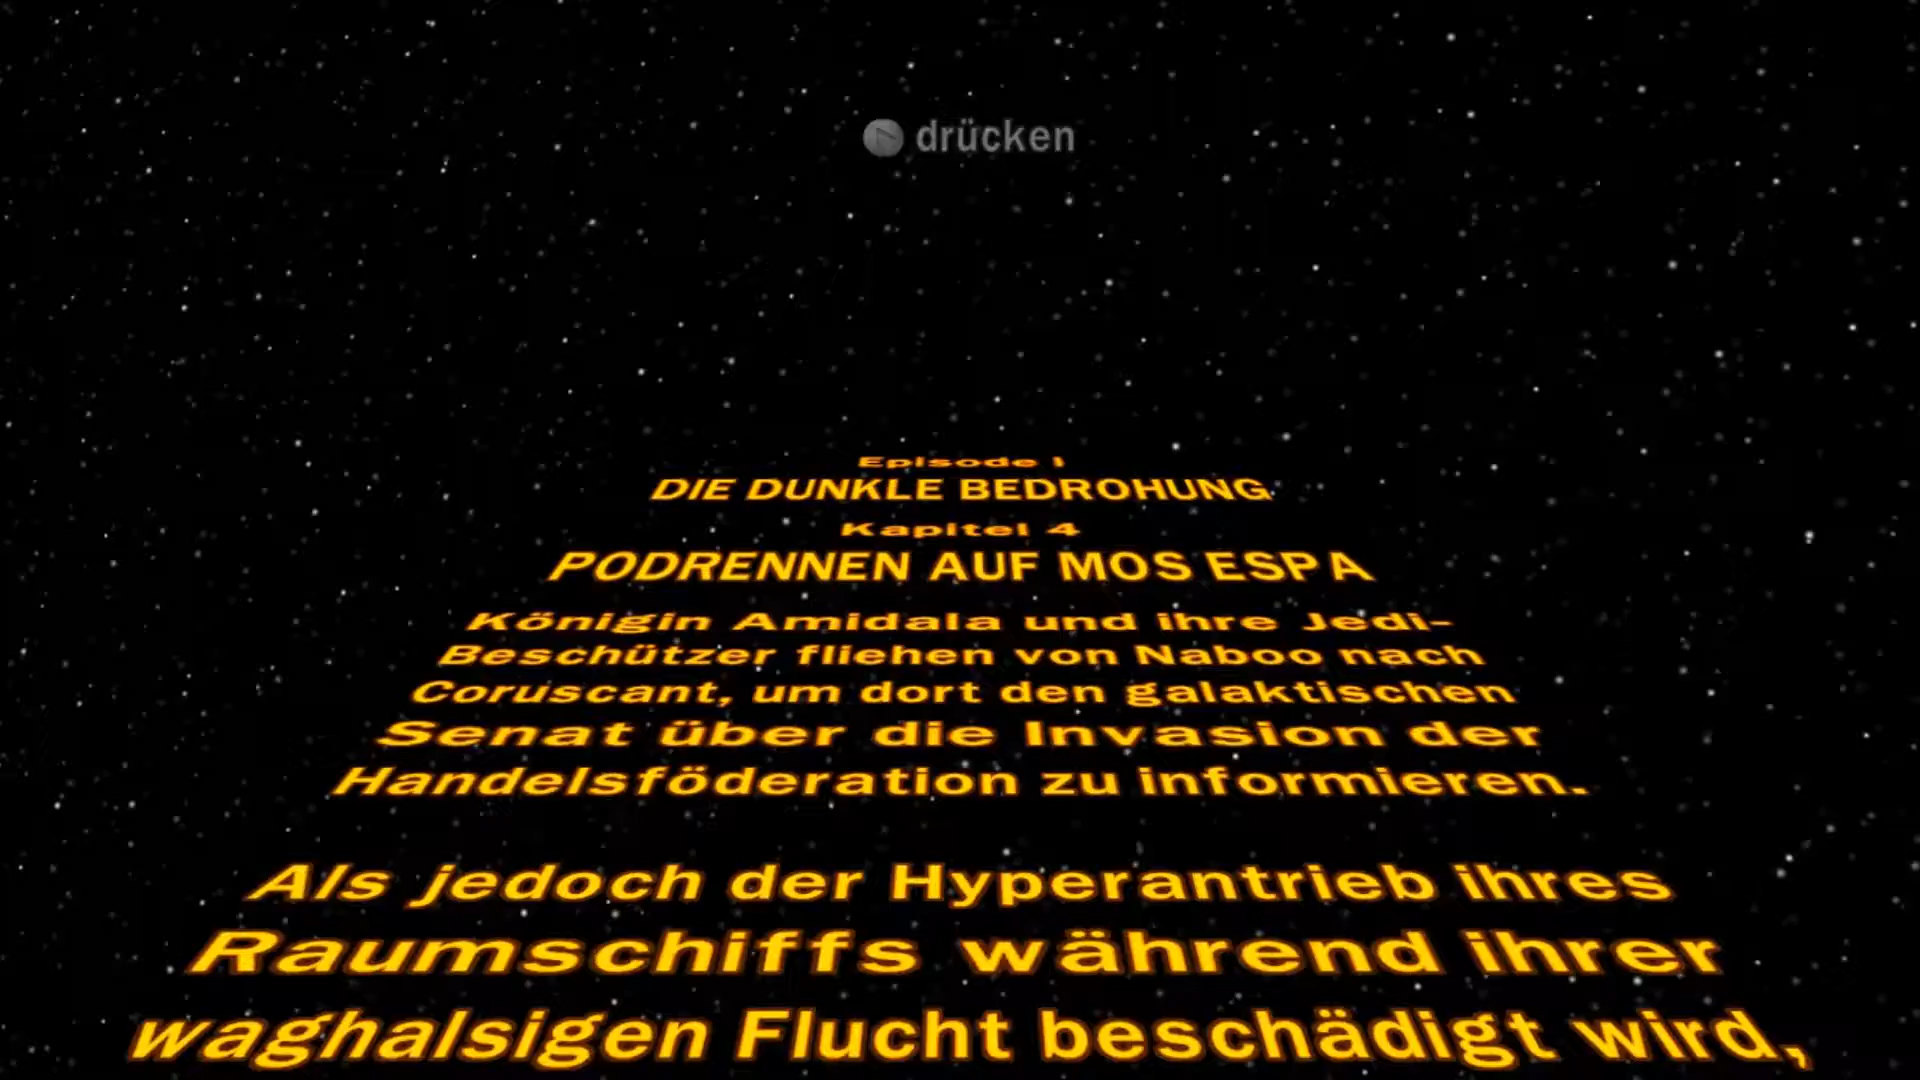 drücken
Episode I
DIE DUNKLE BEDROHUNG
Kapitel 4
PODRENNEN AUF MOS ESPA
Königin Amidala und ihre Jedi-
Beschützer fliehen von Naboo nach
Coruscant, um dort den galaktischen
Senat über die Invasion der
Handelsföderation zu informieren.
Als jedoch der Hyperantrieb ihres
Raumschiffs während ihrer
waghalsigen Flucht beschädigt wird,